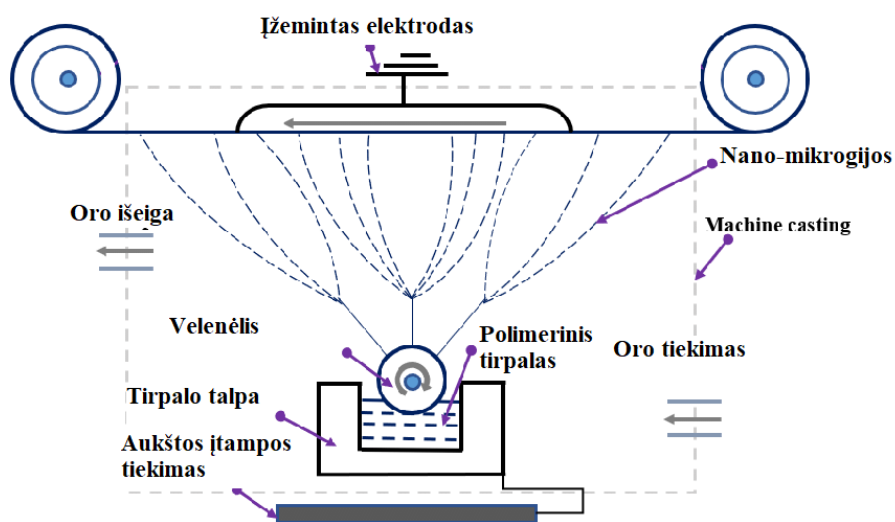 Įžemintas elektrodas
Nano-mikrogijos
Oro išeiga
Machine casting
Velenėlis
Polimerinis
tirpalas
Oro tiekimas
Tirpalo talpa
Aukštos įtampos
tiekimas